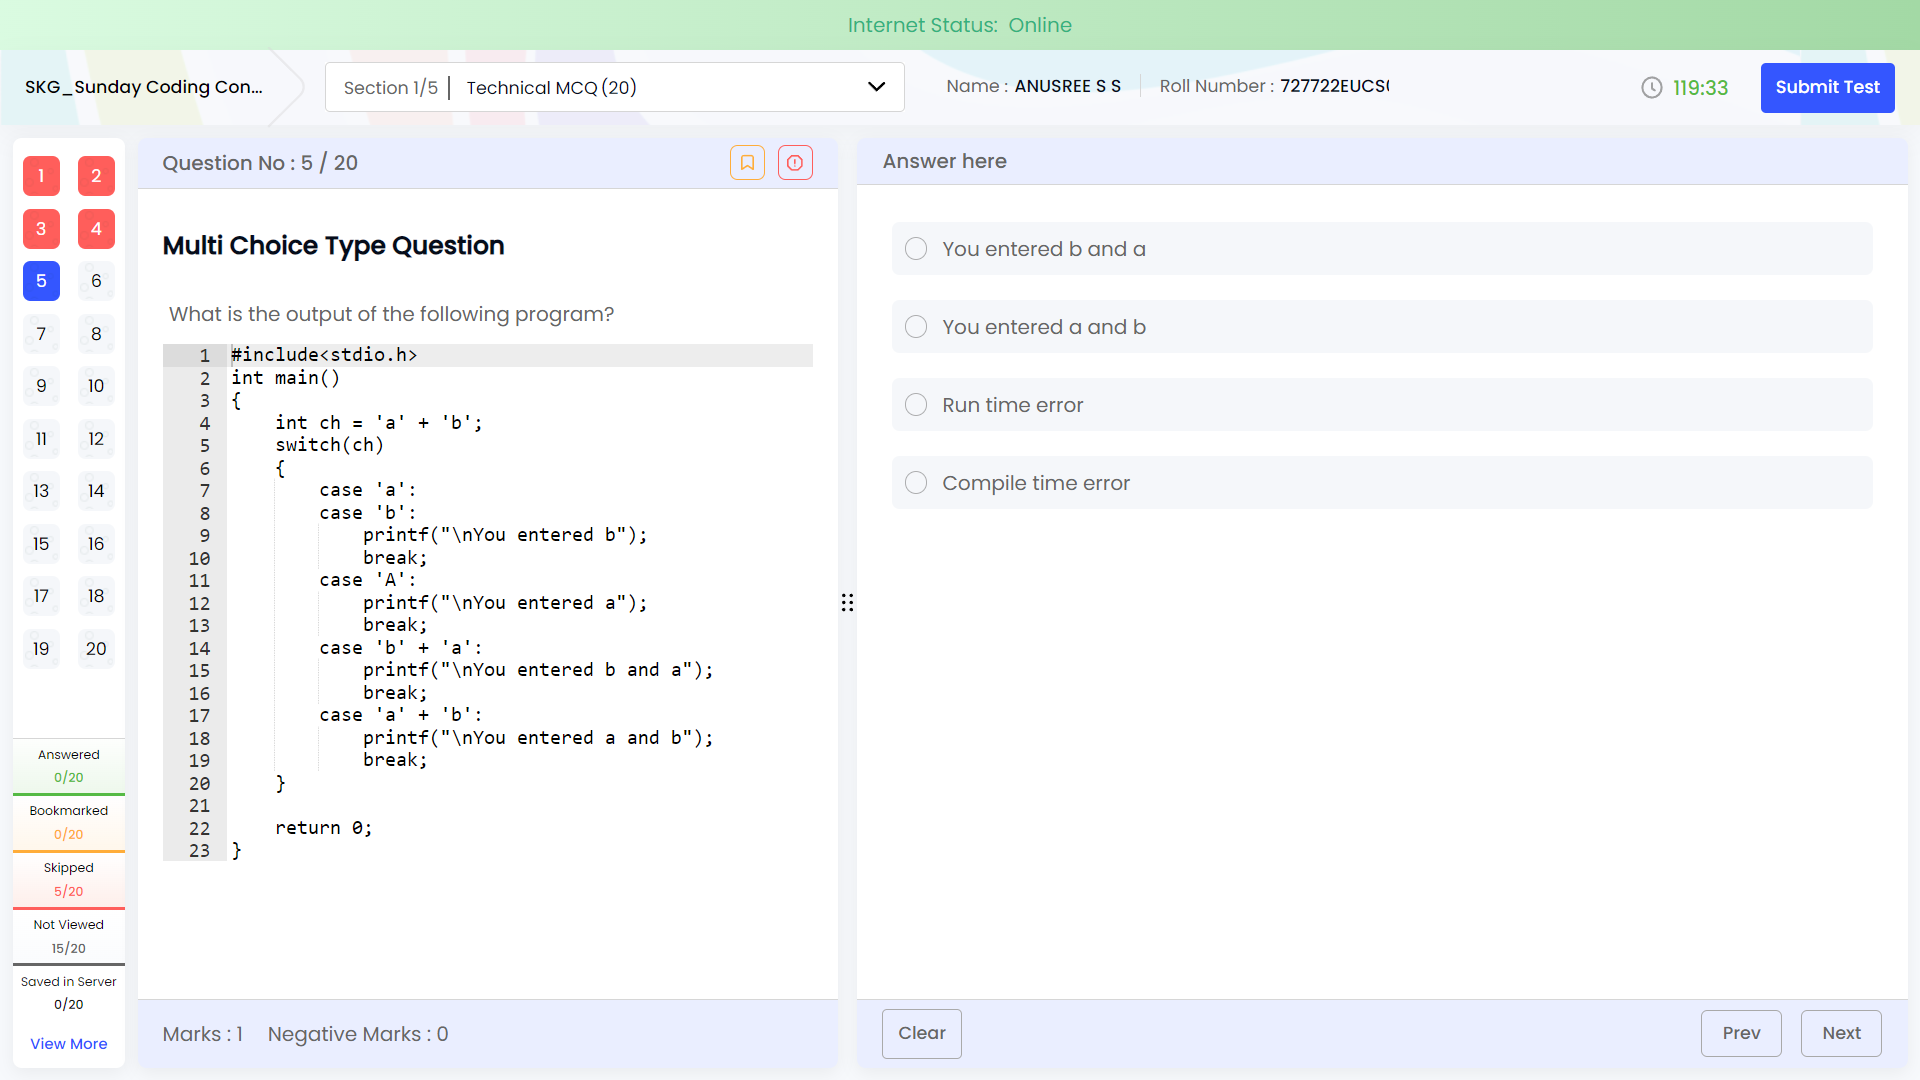 Internet Status: Online
SKG_Sunday Coding Con...
Section 1/5 | Technical MCQ (20)
Name : ANUSREE S S
Roll Number : 727722EUCS
119:33
Submit Test
1 2
3 4
5 6
7 8
9 10
11 12
13 14
15 16
17 18
19 20
Answered
0/20
Bookmarked
0/20
Skipped
5/20
Not Viewed
15/20
Saved in Server
0/20
View More
Question No : 5 / 20
Multi Choice Type Question
What is the output of the following program?
1 #include<stdio.h>
2 int main()
3 {
4     int ch = 'a' + 'b';
5     switch(ch)
6     {
7         case 'a':
8         case 'b':
9             printf("\nYou entered b");
10             break;
11         case 'A':
12             printf("\nYou entered a");
13             break;
14         case 'b' + 'a':
15             printf("\nYou entered b and a");
16             break;
17         case 'a' + 'b':
18             printf("\nYou entered a and b");
19             break;
20     }
21
22     return 0;
23 }
Marks : 1 Negative Marks : 0
Answer here
You entered b and a
You entered a and b
Run time error
Compile time error
Clear
Prev
Next